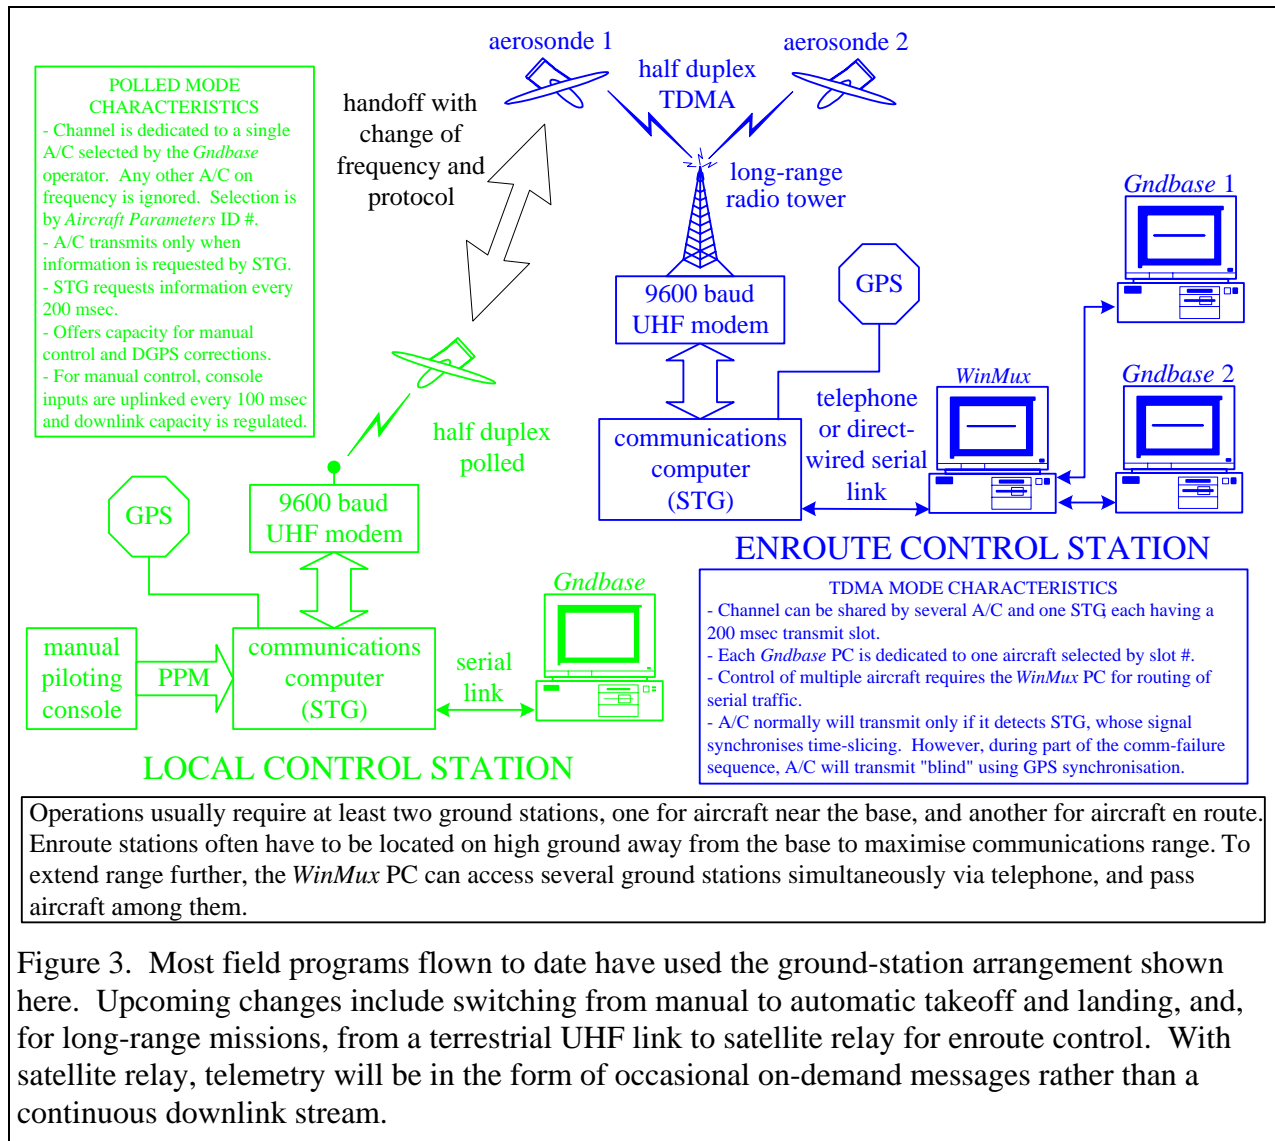 aerosonde 1
aerosonde 2
half duplex
TDMA
POLLED MODE
CHARACTERISTICS
- Channel is dedicated to a single
A/C selected by the Gndbase
operator.  Any other A/C on
frequency is ignored.  Selection is
by Aircraft Parameters ID #.
- A/C transmits only when
information is requested by STG.
- STG requests information every
200 msec.
- Offers capacity for manual
control and DGPS corrections.
- For manual control, console
inputs are uplinked every 100 msec
and downlink capacity is regulated.
handoff with
change of
frequency and
protocol
long-range
radio tower
Gndbase 1
GPS
9600 baud
UHF modem
WinMux
Gndbase 2
telephone
or direct-
wired serial
link
communications
computer
(STG)
ENROUTE CONTROL STATION
half duplex
polled
GPS
9600 baud
UHF modem
Gndbase
manual
piloting
console
PPM
communications
computer
(STG)
serial
link
LOCAL CONTROL STATION
TDMA MODE CHARACTERISTICS
- Channel can be shared by several A/C and one STG, each having a
200 msec transmit slot.
- Each Gndbase PC is dedicated to one aircraft selected by slot #.
- Control of multiple aircraft requires the WinMux PC for routing of
serial traffic.
- A/C normally will transmit only if it detects STG, whose signal
synchronises time-slicing.  However, during part of the comm-failure
sequence, A/C will transmit "blind" using GPS synchronisation.
Operations usually require at least two ground stations, one for aircraft near the base, and another for aircraft en route.
Enroute stations often have to be located on high ground away from the base to maximise communications range. To
extend range further, the WinMux PC can access several ground stations simultaneously via telephone, and pass
aircraft among them.
Figure 3.  Most field programs flown to date have used the ground-station arrangement shown
here.  Upcoming changes include switching from manual to automatic takeoff and landing, and,
for long-range missions, from a terrestrial UHF link to satellite relay for enroute control.  With
satellite relay, telemetry will be in the form of occasional on-demand messages rather than a
continuous downlink stream.